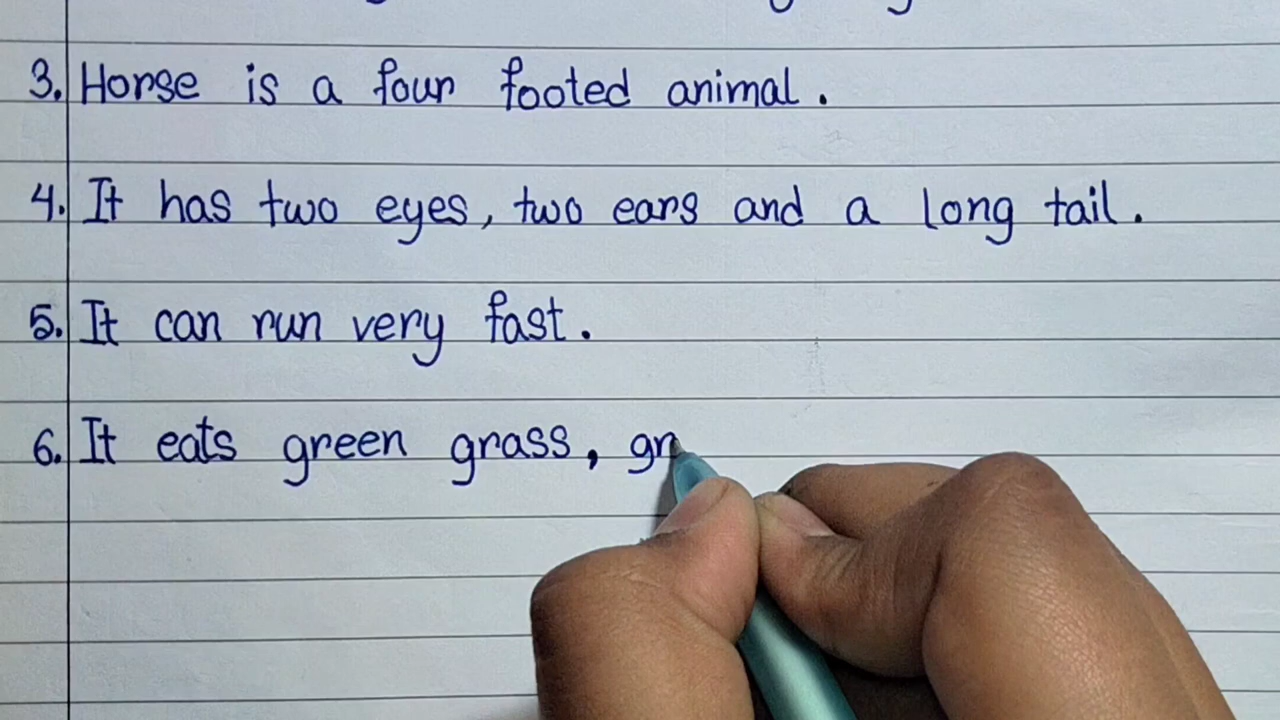 3. Horse is a four footed animal.
4. It has two eyes, two ears and a long tail.
5. It can run very fast.
6. It eats green grass, gr